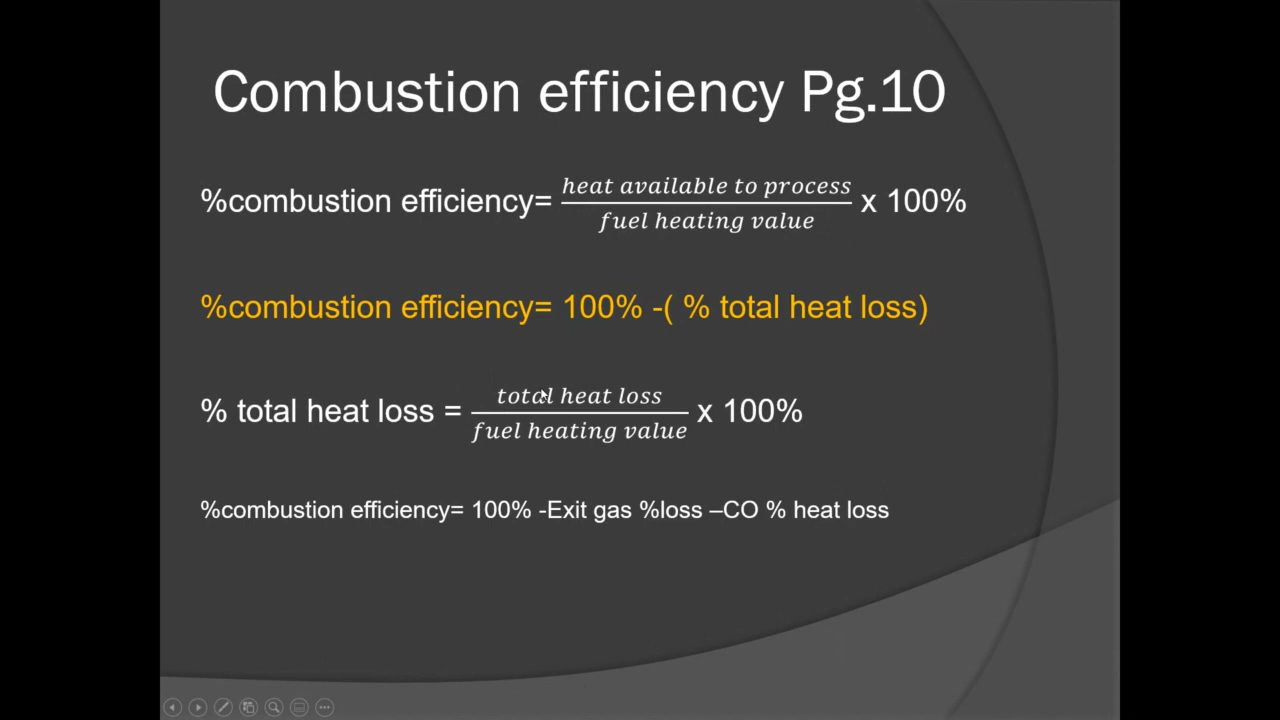 Combustion efficiency Pg.10
%combustion efficiency= heat available to process / fuel heating value x 100%
%combustion efficiency= 100% -( % total heat loss)
% total heat loss = total heat loss / fuel heating value x 100%
%combustion efficiency= 100% -Exit gas %loss –CO % heat loss